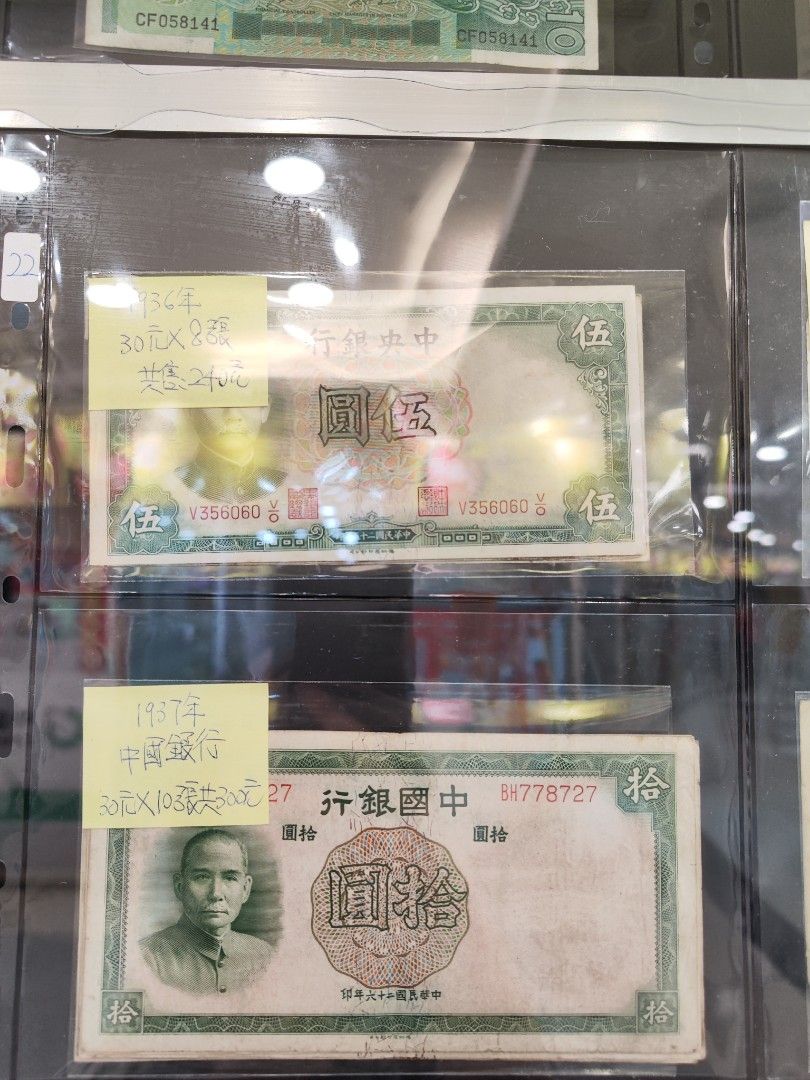 CF058141
CF058141
10
22
1936年
30元X8張
共售:240元
行銀央中
伍
圓伍
V356060 V/O
V356060 V/O
伍
伍
1937年
中國銀行
30元X10張共300元
27
行銀國中
BH778727
拾
圓拾
圓拾
圓拾
印年六十二國民華中
拾
拾